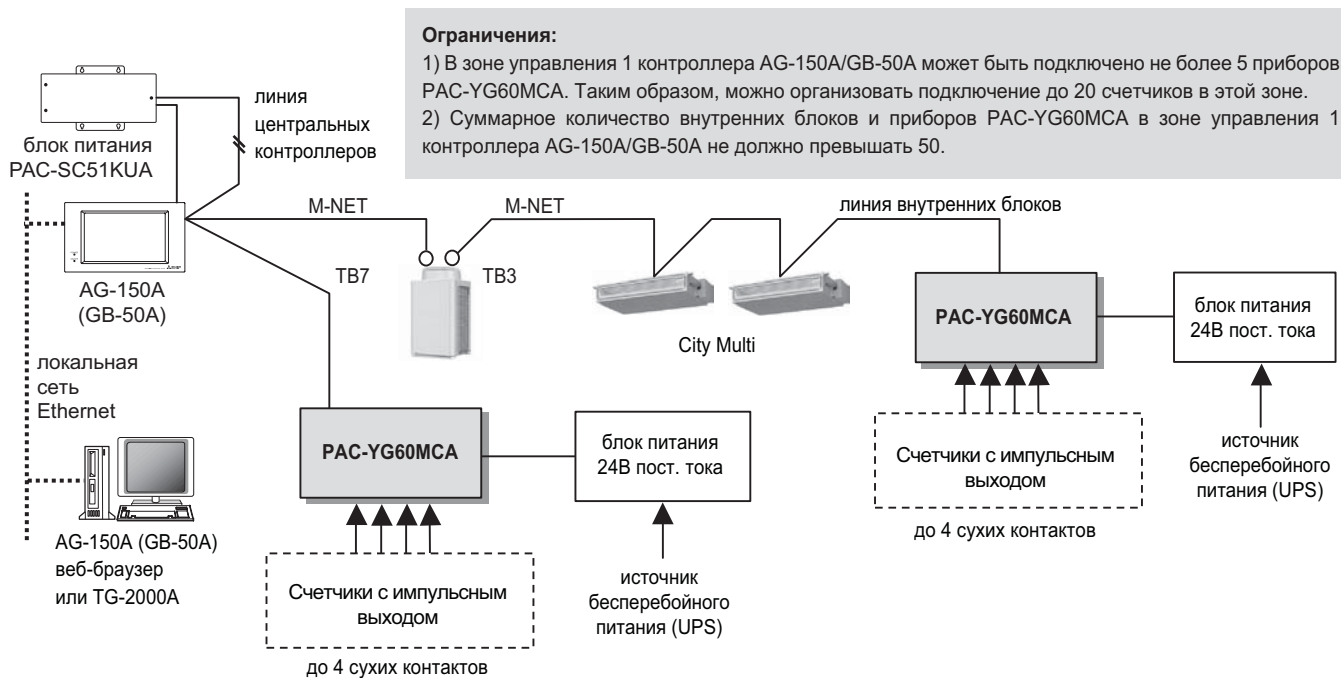 Ограничения:
1) В зоне управления 1 контроллера AG-150A/GB-50A может быть подключено не более 5 приборов
PAC-YG60MCA. Таким образом, можно организовать подключение до 20 счетчиков в этой зоне.
2) Суммарное количество внутренних блоков и приборов PAC-YG60MCA в зоне управления 1
контроллера AG-150A/GB-50A не должно превышать 50.
линия
центральных
контроллеров
блок питания
PAC-SC51KUA
M-NET
M-NET
линия внутренних блоков
TB7
TB3
AG-150A
(GB-50A)
City Multi
PAC-YG60MCA
блок питания
24В пост. тока
локальная
сеть
Ethernet
PAC-YG60MCA
блок питания
24В пост. тока
Счетчики с импульсным
выходом
до 4 сухих контактов
источник
бесперебойного
питания (UPS)
AG-150A (GB-50A)
веб-браузер
или TG-2000A
Счетчики с импульсным
выходом
до 4 сухих контактов
источник
бесперебойного
питания (UPS)